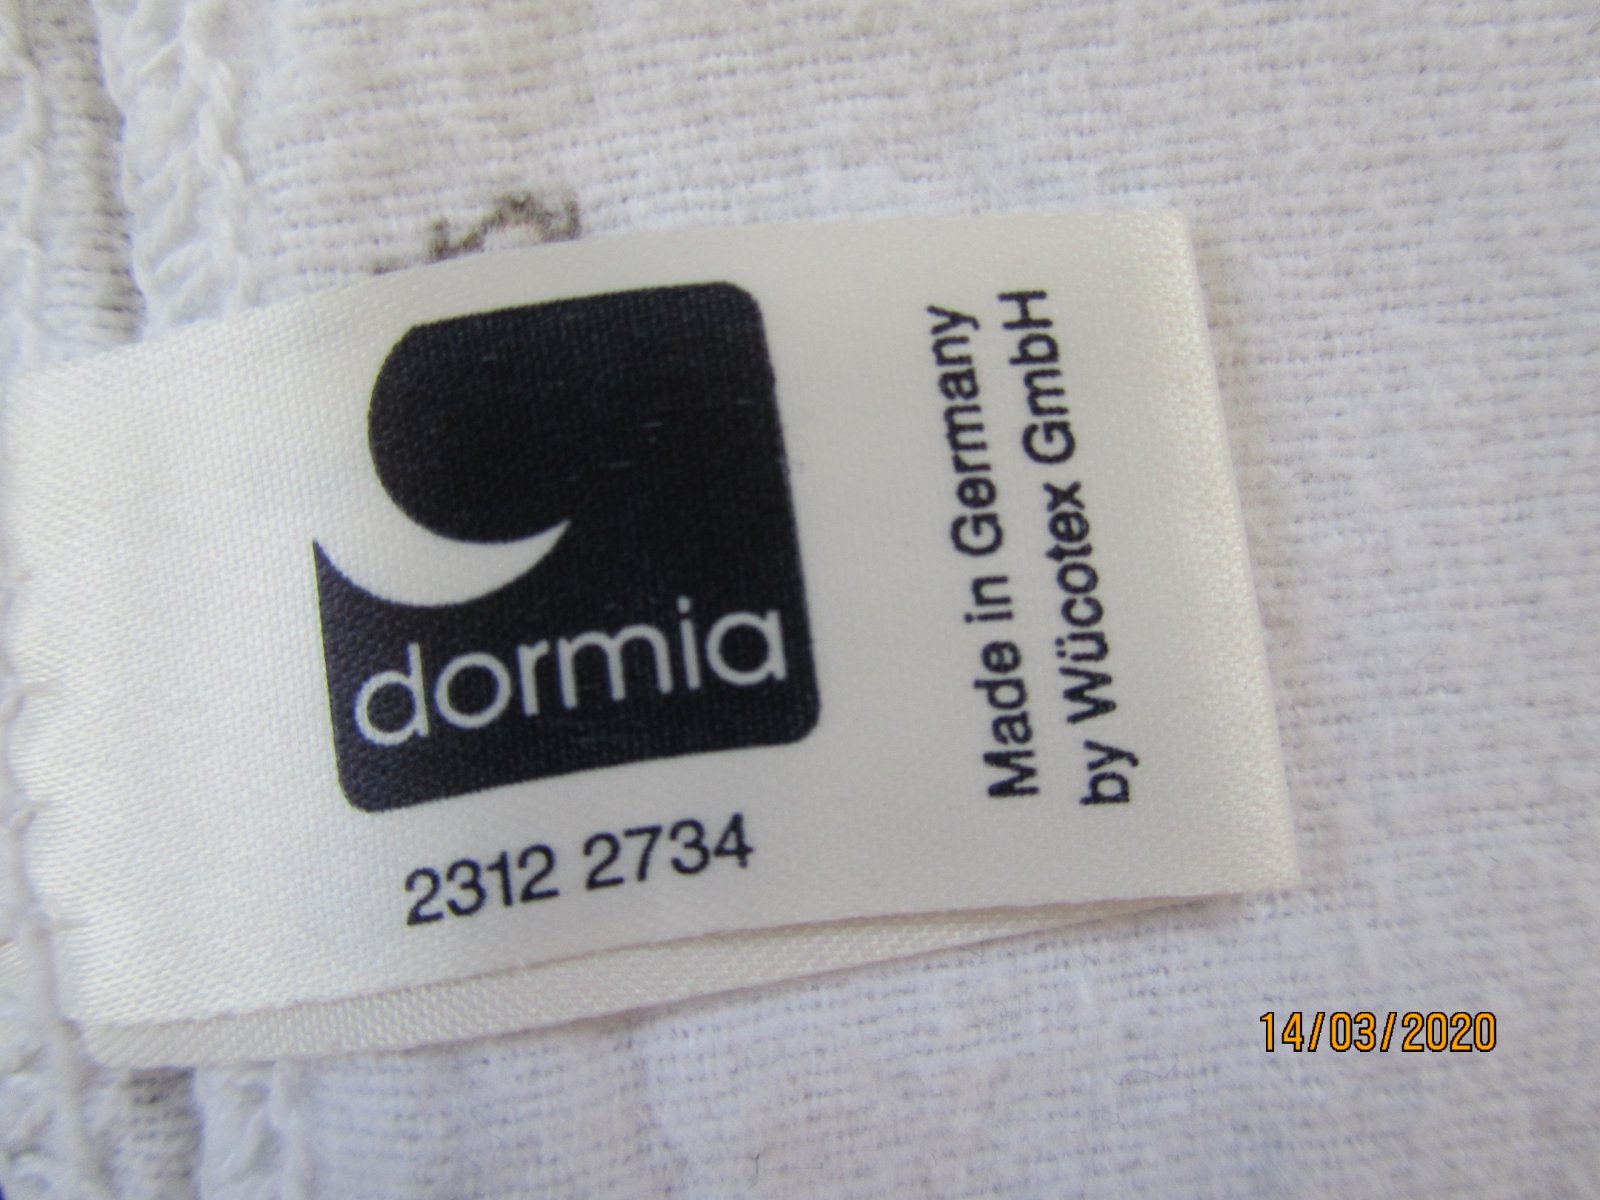 dormia
2312 2734
Made in Germany
by Wücotex GmbH
14/03/2020